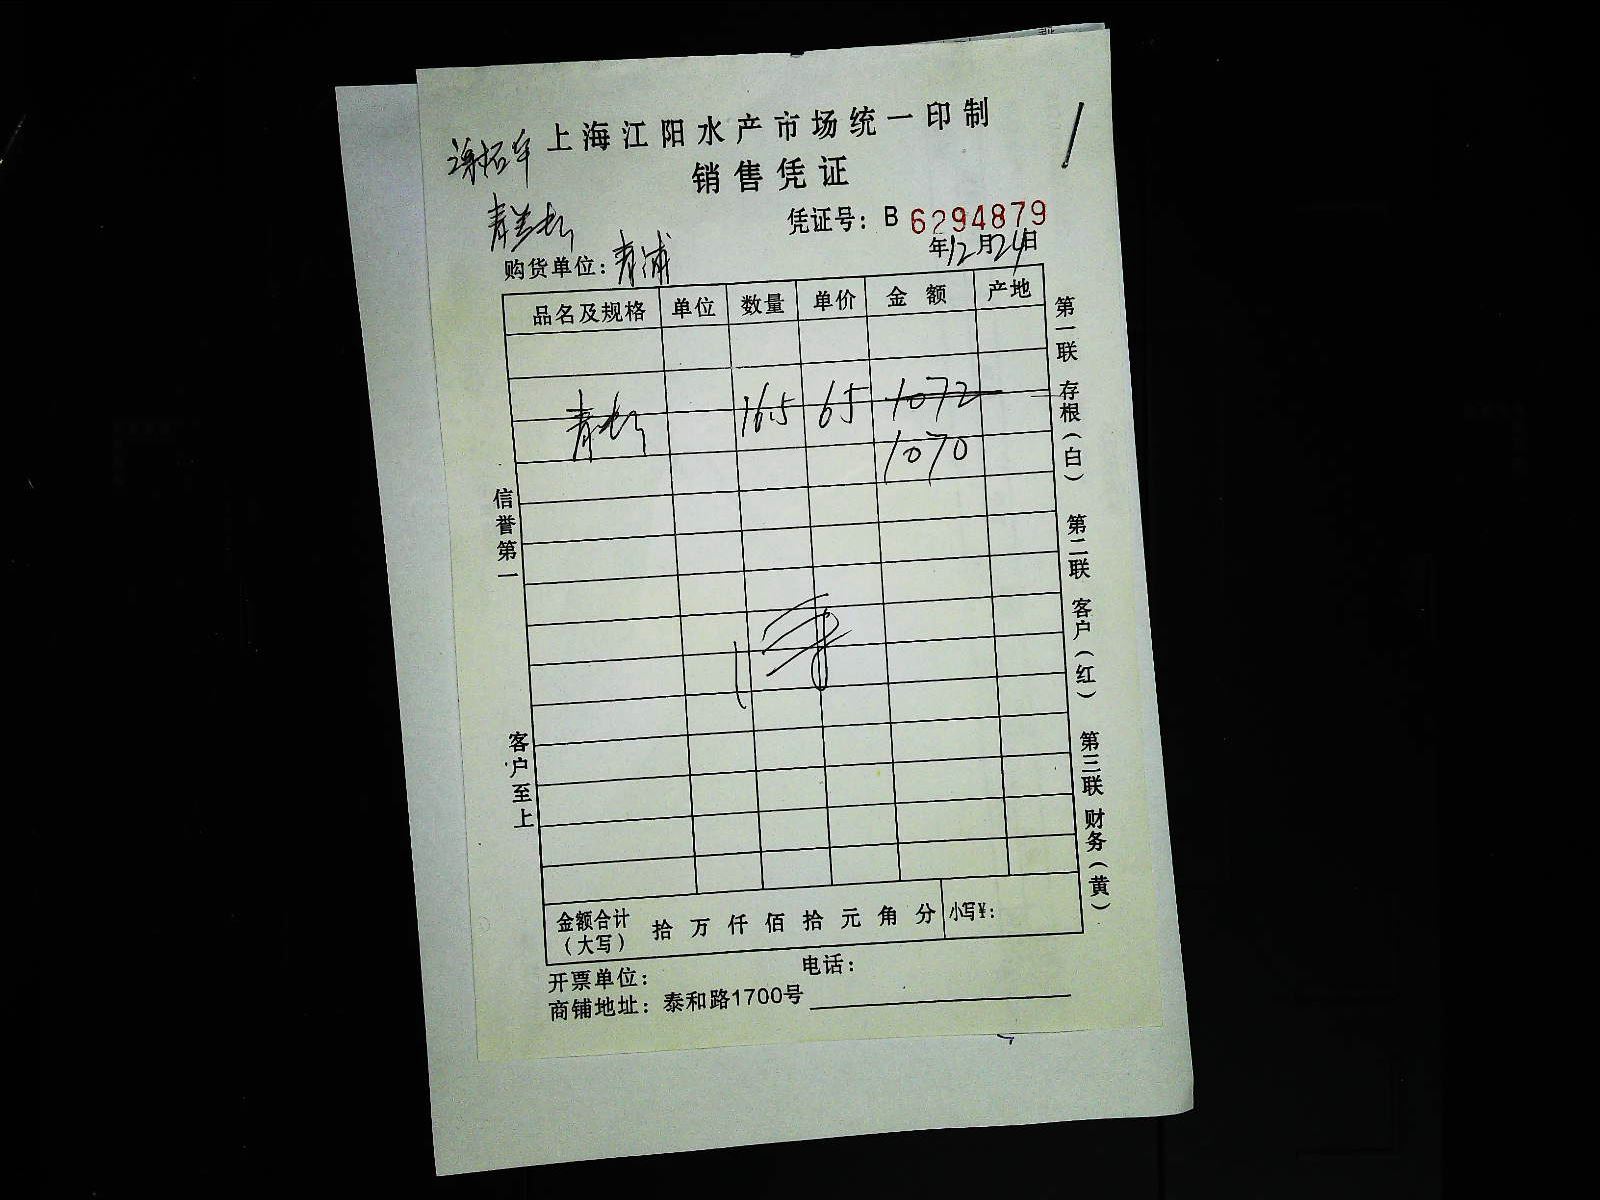 上海江阳水产市场统一印制
销售凭证
凭证号：B 6294879
年12月24日
购货单位：青浦
品名及规格 单位 数量 单价 金额 产地
16.5 65 1072
1070
信誉第一
客户至上
第一联 存根（白） 第二联 客户（红） 第三联 财务（黄）
金额合计（大写） 拾 万 仟 佰 拾 元 角 分 小写¥：
开票单位： 电话：
商铺地址：泰和路1700号